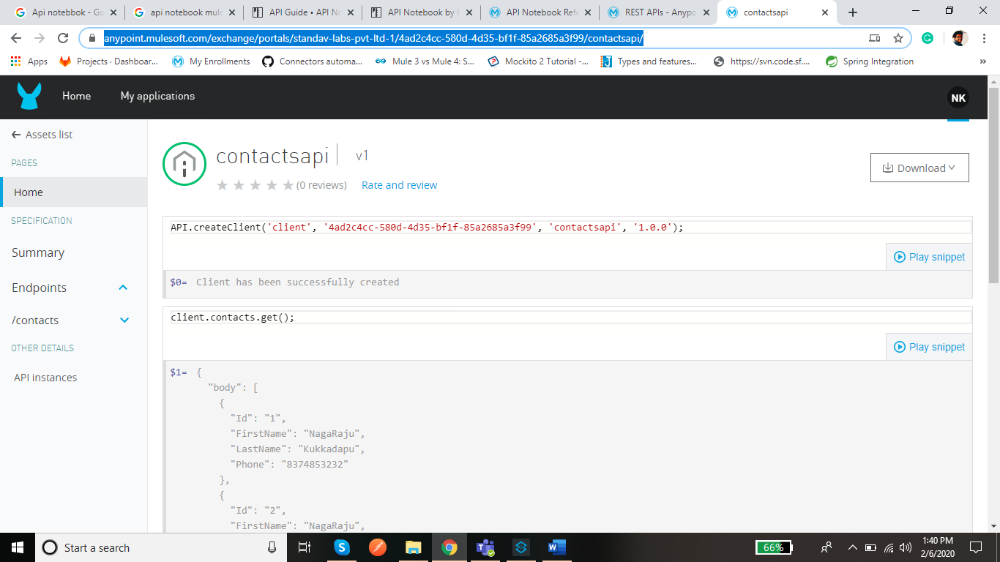 Api notebbok - Go
api notebbok mule
API Guide • API No
API Notebook by M
API Notebook Refe
REST APIs - Anypo
contactsapi
anypoint.mulesoft.com/exchange/portals/standav-labs-pvt-ltd-1/4ad2c4cc-580d-4d35-bf1f-85a2685a3f99/contactsapi/
Apps
Projects · Dashboar...
My Enrollments
Connectors automa...
Mule 3 vs Mule 4: S...
Mockito 2 Tutorial -...
Types and features...
https://svn.code.sf....
Spring Integration
»
Home
My applications
NK
Assets list
PAGES
Home
SPECIFICATION
Summary
Endpoints
/contacts
OTHER DETAILS
API instances
contactsapi
v1
(0 reviews)
Rate and review
Download
API.createClient('client', '4ad2c4cc-580d-4d35-bf1f-85a2685a3f99', 'contactsapi', '1.0.0');
Play snippet
$0= Client has been successfully created
client.contacts.get();
Play snippet
$1= {
"body": [
{
"Id": "1",
"FirstName": "NagaRaju",
"LastName": "Kukkadapu",
"Phone": "8374853232"
},
{
"Id": "2",
"FirstName": "NagaRaju",
Start a search
66%
1:40 PM
2/6/2020